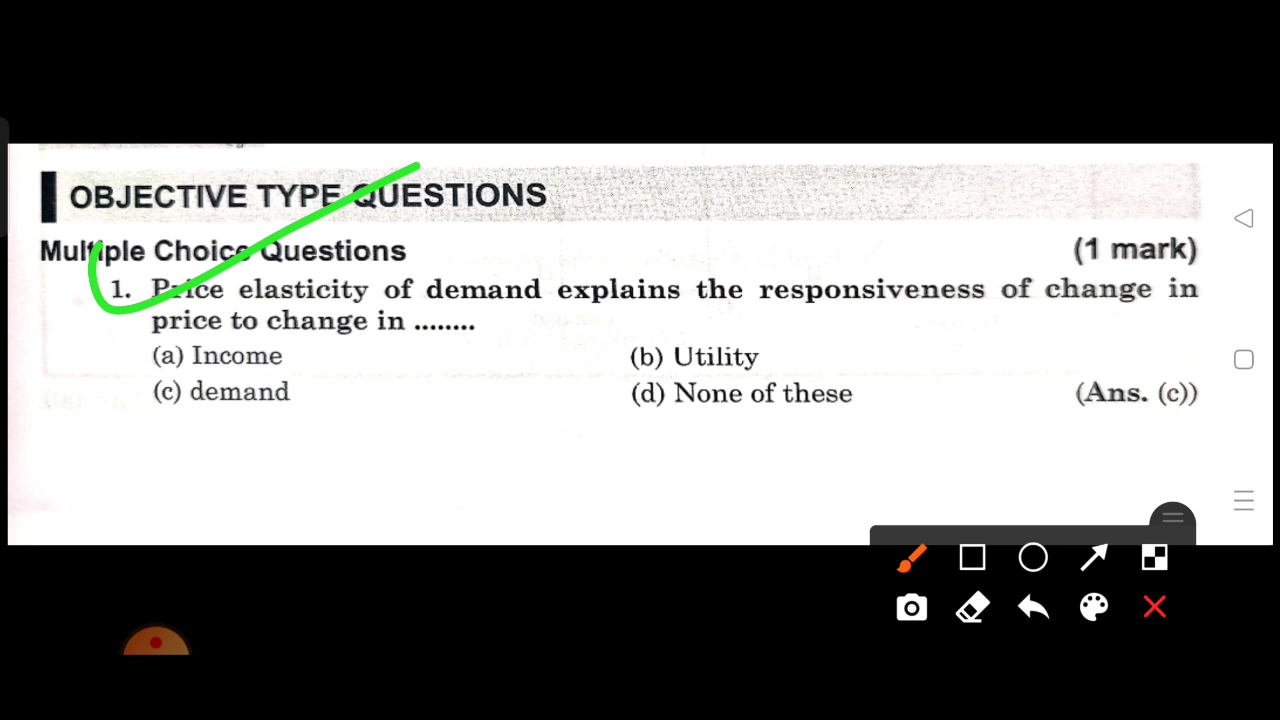 OBJECTIVE TYPE QUESTIONS
Multiple Choice Questions (1 mark)
1. Price elasticity of demand explains the responsiveness of change in
price to change in ........
(a) Income (b) Utility
(c) demand (d) None of these (Ans. (c))